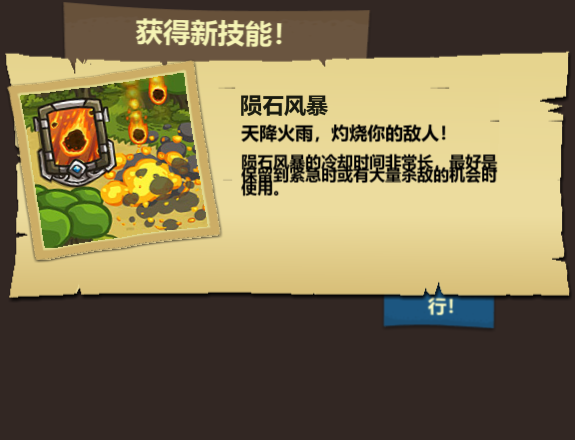 获得新技能！
陨石风暴
天降火雨，灼烧你的敌人！
陨石风暴的冷却时间非常长，最好是
保留到紧急时或有大量杀敌的机会时
使用。
行！